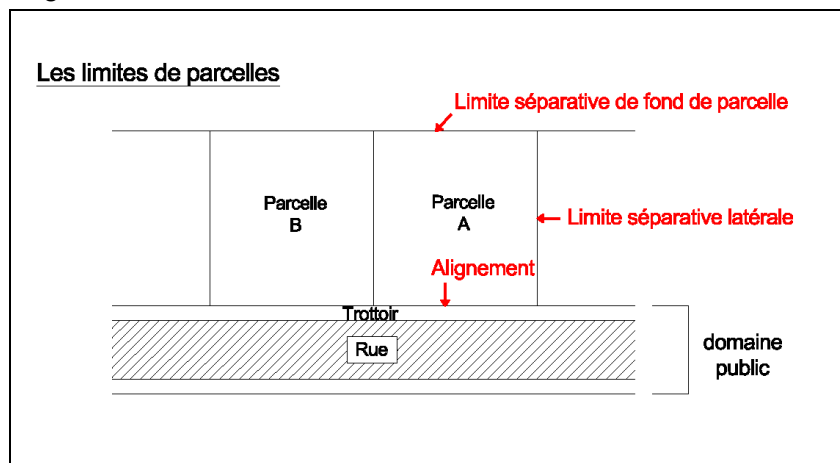 Les limites de parcelles
Limite séparative de fond de parcelle
Parcelle
B
Parcelle
A
Limite séparative latérale
Alignement
Trottoir
Rue
domaine
public